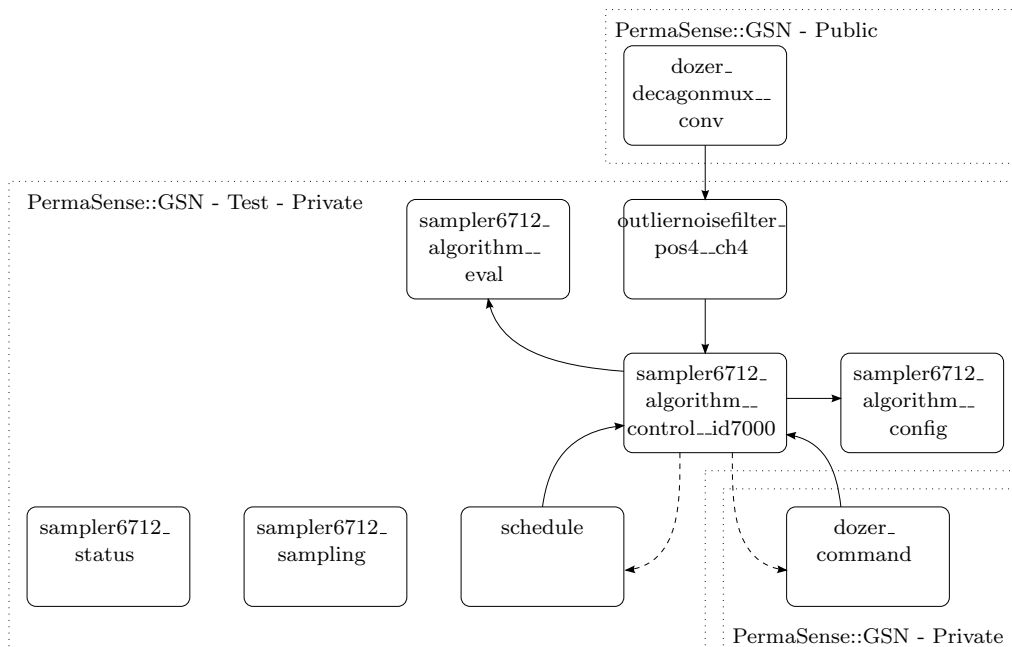 PermaSense::GSN - Public
dozer_
decagonmux__
conv
PermaSense::GSN - Test - Private
sampler6712_
algorithm__
eval
outliernoisefilter_
pos4__ch4
sampler6712_
algorithm__
control__id7000
sampler6712_
algorithm__
config
sampler6712_
status
sampler6712_
sampling
schedule
dozer_
command
PermaSense::GSN - Private